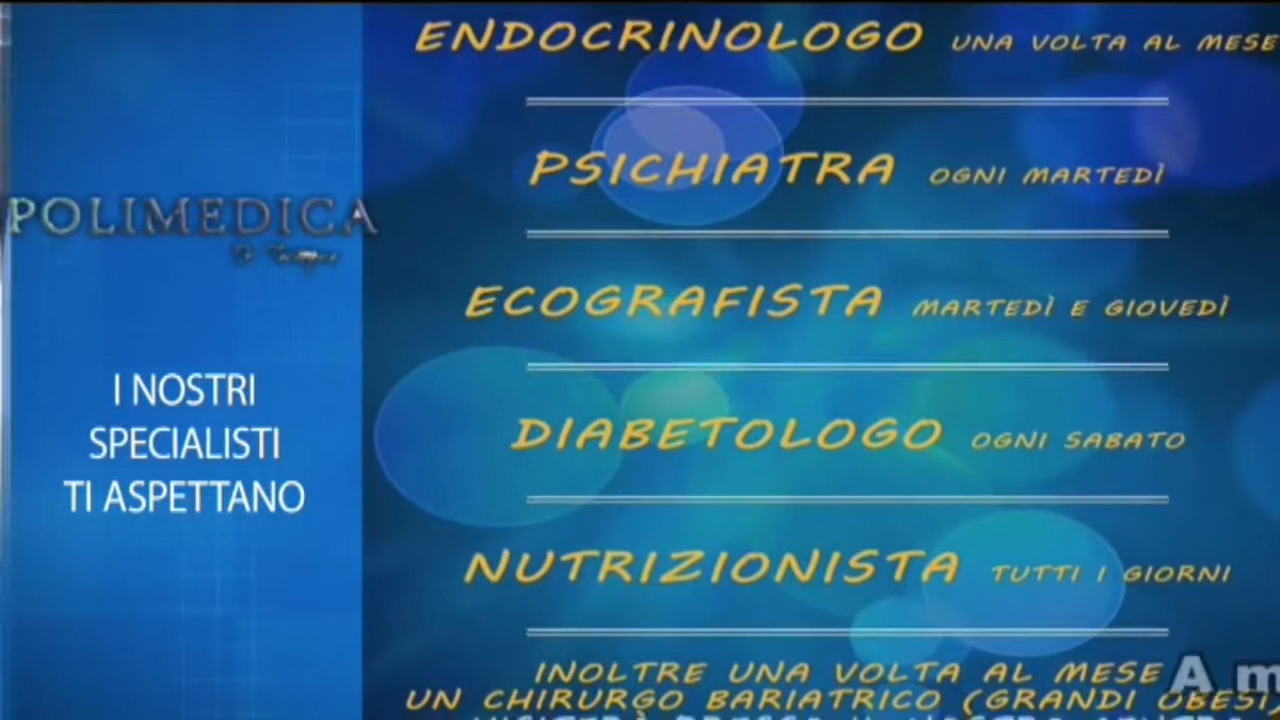 POLIMEDICA
I NOSTRI
SPECIALISTI
TI ASPETTANO
ENDOCRINOLOGO UNA VOLTA AL MESE
PSICHIATRA OGNI MARTEDÌ
ECOGRAFISTA MARTEDÌ E GIOVEDÌ
DIABETOLOGO OGNI SABATO
NUTRIZIONISTA TUTTI I GIORNI
INOLTRE UNA VOLTA AL MESE
UN CHIRURGO BARIATRICO (GRANDI OBESI)
A m